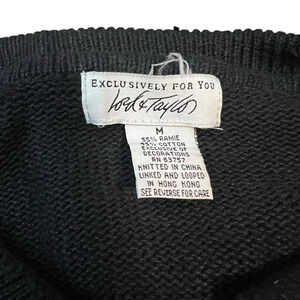 EXCLUSIVELY FOR YOU
Lord & Taylor
M
55% RAMIE
45% COTTON
EXCLUSIVE OF
DECORATIONS
RN 63757
KNITTED IN CHINA
LINKED AND LOOPED
IN HONG KONG
SEE REVERSE FOR CARE